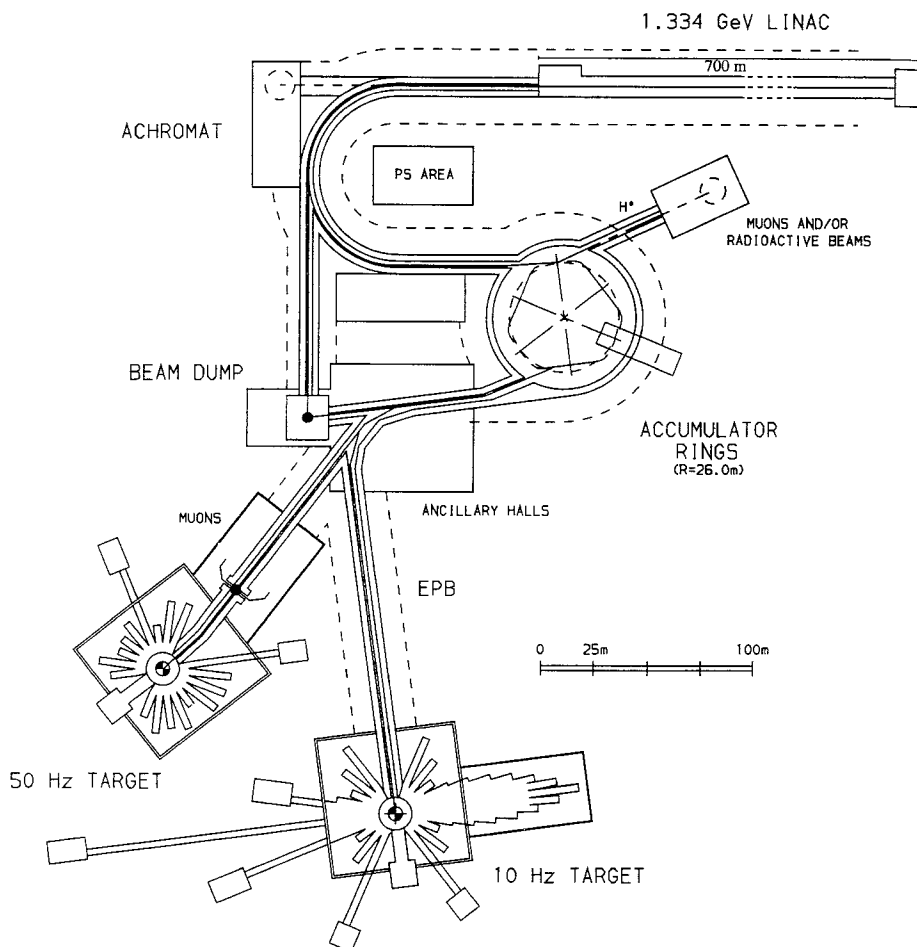 1.334 GeV LINAC
700 m
ACHROMAT
PS AREA
H°
MUONS AND/OR
RADIOACTIVE BEAMS
BEAM DUMP
ACCUMULATOR
RINGS
(R=26.0m)
MUONS
ANCILLARY HALLS
EPB
0 25m 100m
50 Hz TARGET
10 Hz TARGET